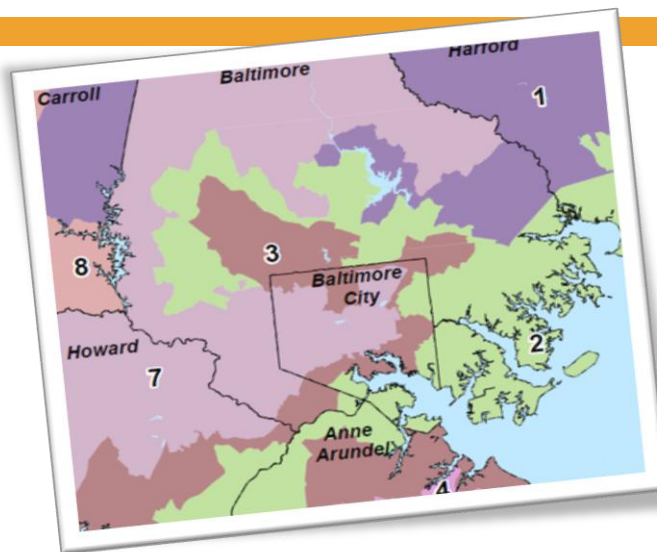 Harford
Baltimore
Carroll
1
3
8
Baltimore
City
2
Howard
7
Anne
Arundel
4